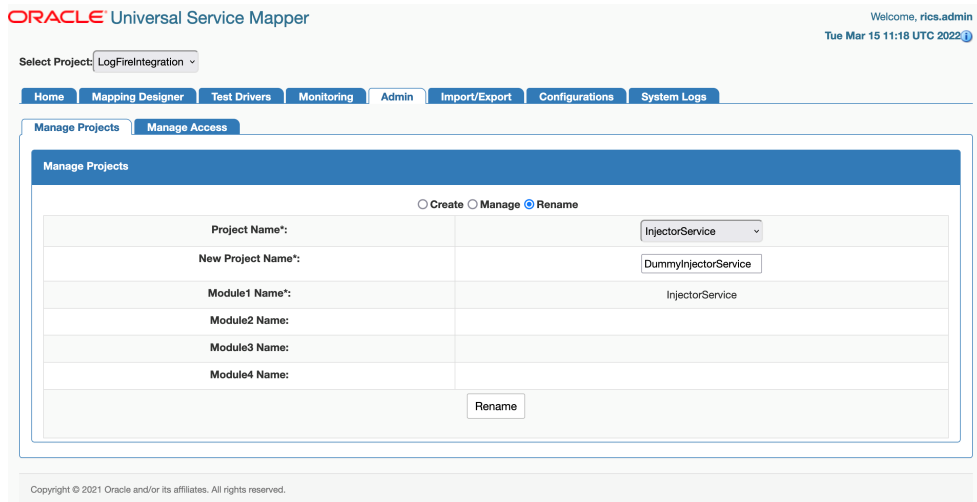 ORACLE® Universal Service Mapper
Welcome, rics.admin
Tue Mar 15 11:18 UTC 2022
Select Project: LogFireIntegration
Home Mapping Designer Test Drivers Monitoring Admin Import/Export Configurations System Logs
Manage Projects Manage Access
Manage Projects
Create Manage Rename
Project Name*: InjectorService
New Project Name*: DummyInjectorService
Module1 Name*: InjectorService
Module2 Name:
Module3 Name:
Module4 Name:
Rename
Copyright © 2021 Oracle and/or its affiliates. All rights reserved.